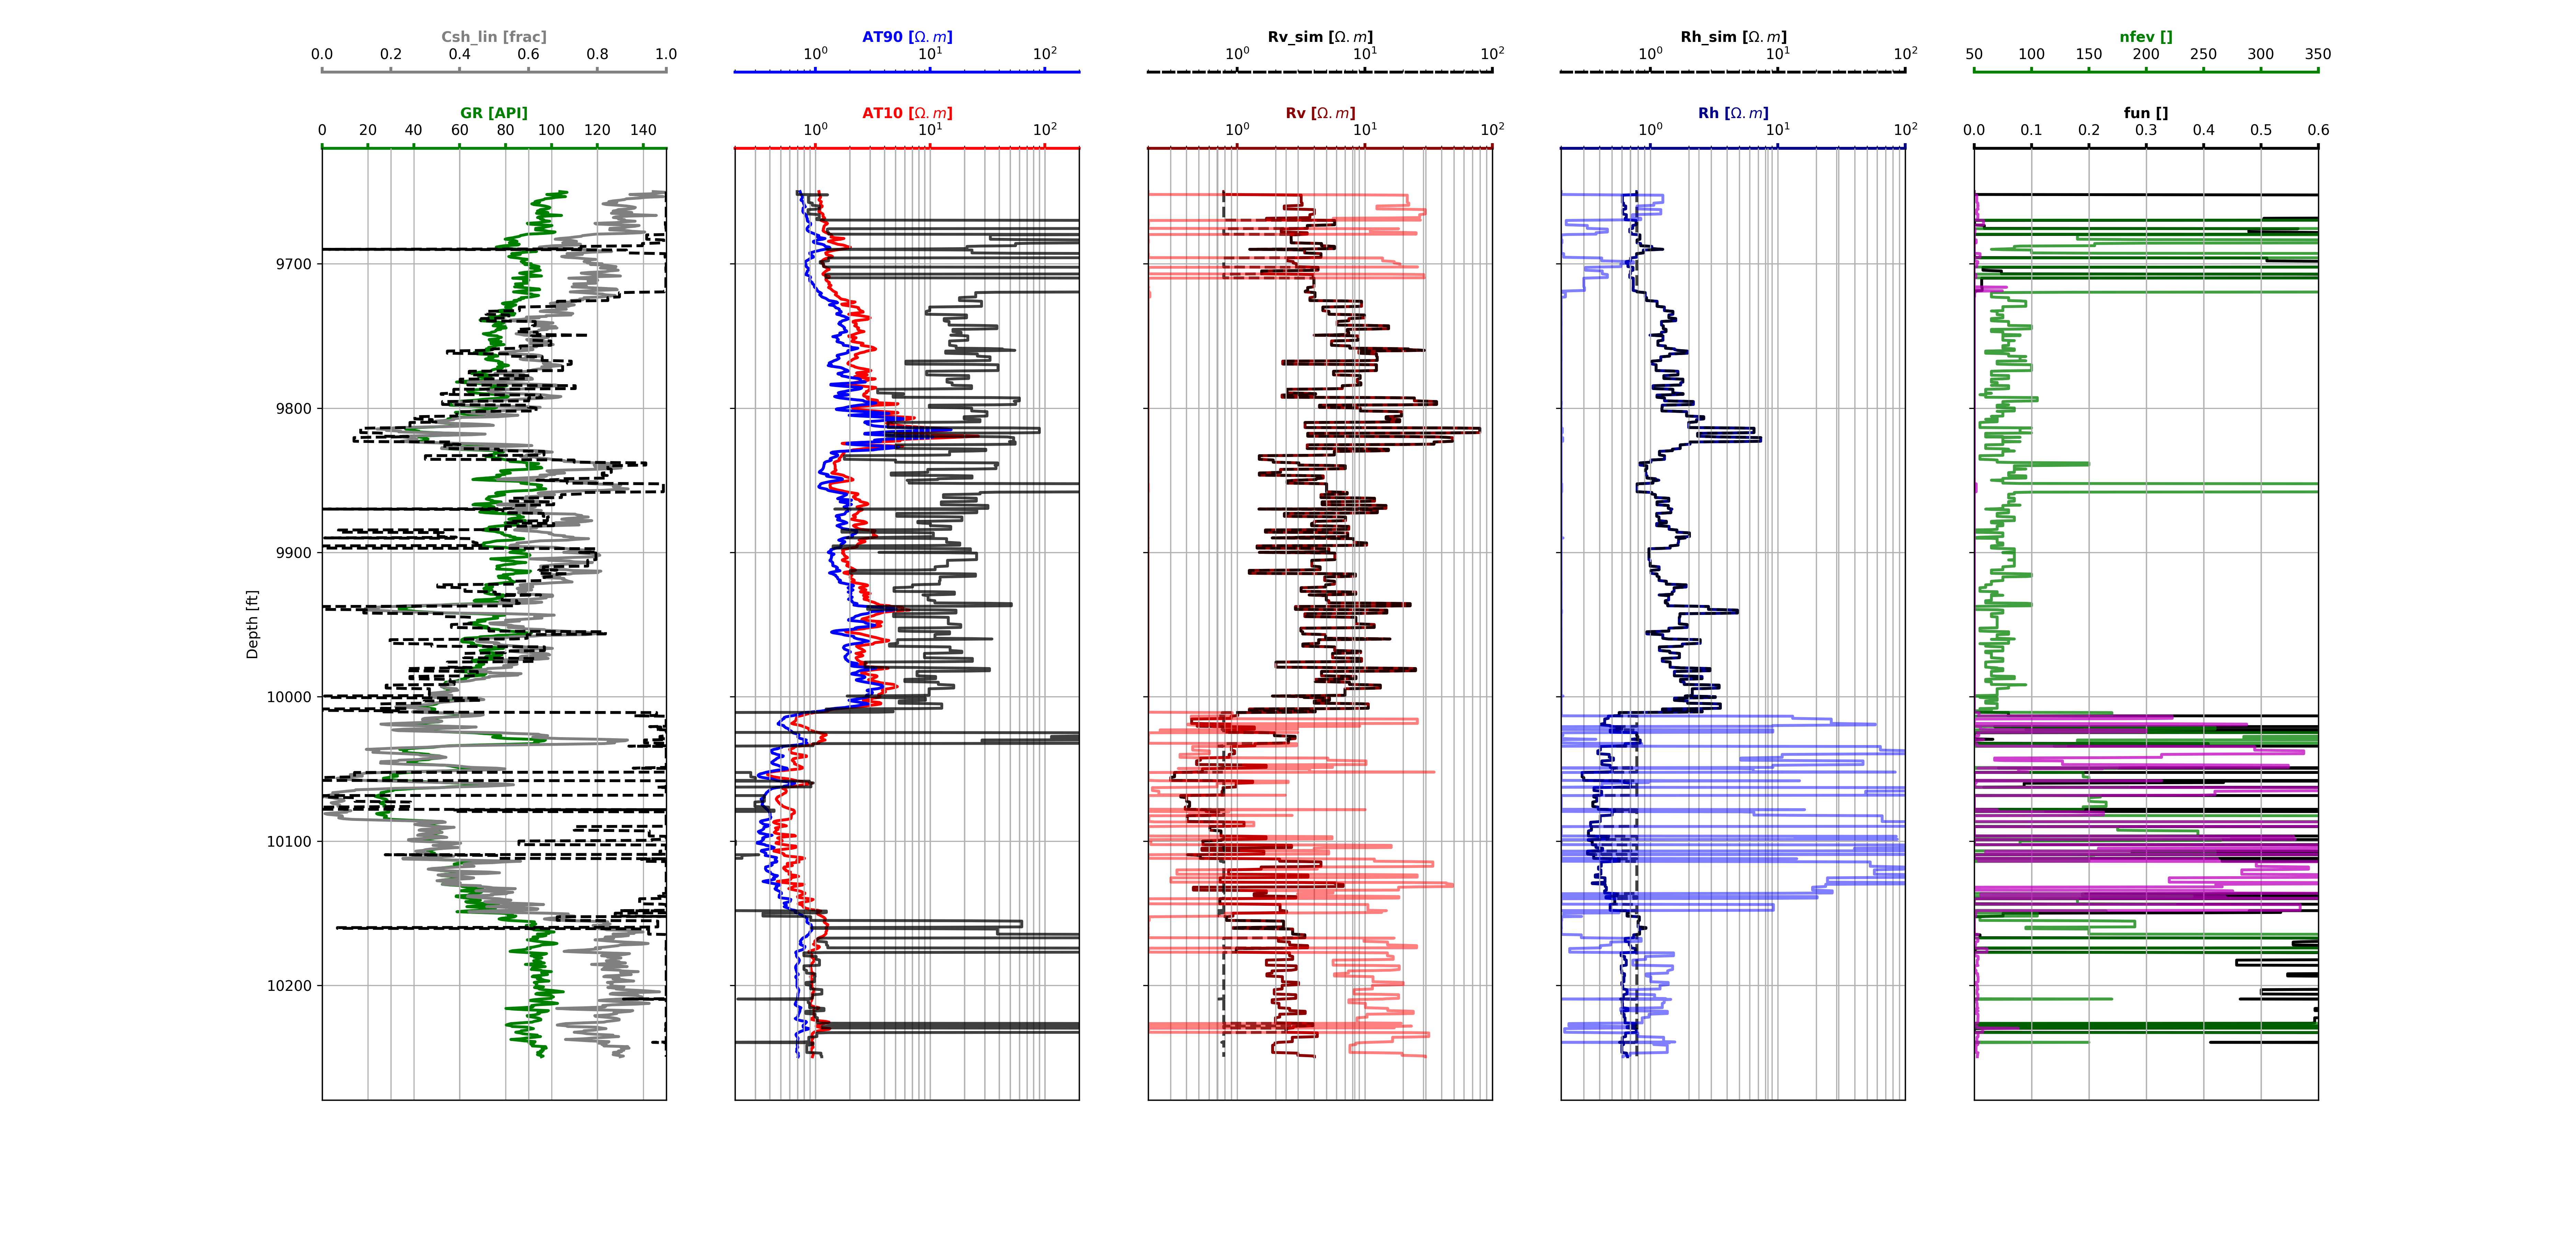 Csh_lin [frac]
0.0 0.2 0.4 0.6 0.8 1.0
GR [API]
0 20 40 60 80 100 120 140
AT90 [Ω.m]
10⁰ 10¹ 10²
AT10 [Ω.m]
10⁰ 10¹ 10²
Rv_sim [Ω.m]
10⁰ 10¹ 10²
Rv [Ω.m]
10⁰ 10¹ 10²
Rh_sim [Ω.m]
10⁰ 10¹ 10²
Rh [Ω.m]
10⁰ 10¹ 10²
nfev []
50 100 150 200 250 300 350
fun []
0.0 0.1 0.2 0.3 0.4 0.5 0.6
Depth [ft]
9700
9800
9900
10000
10100
10200